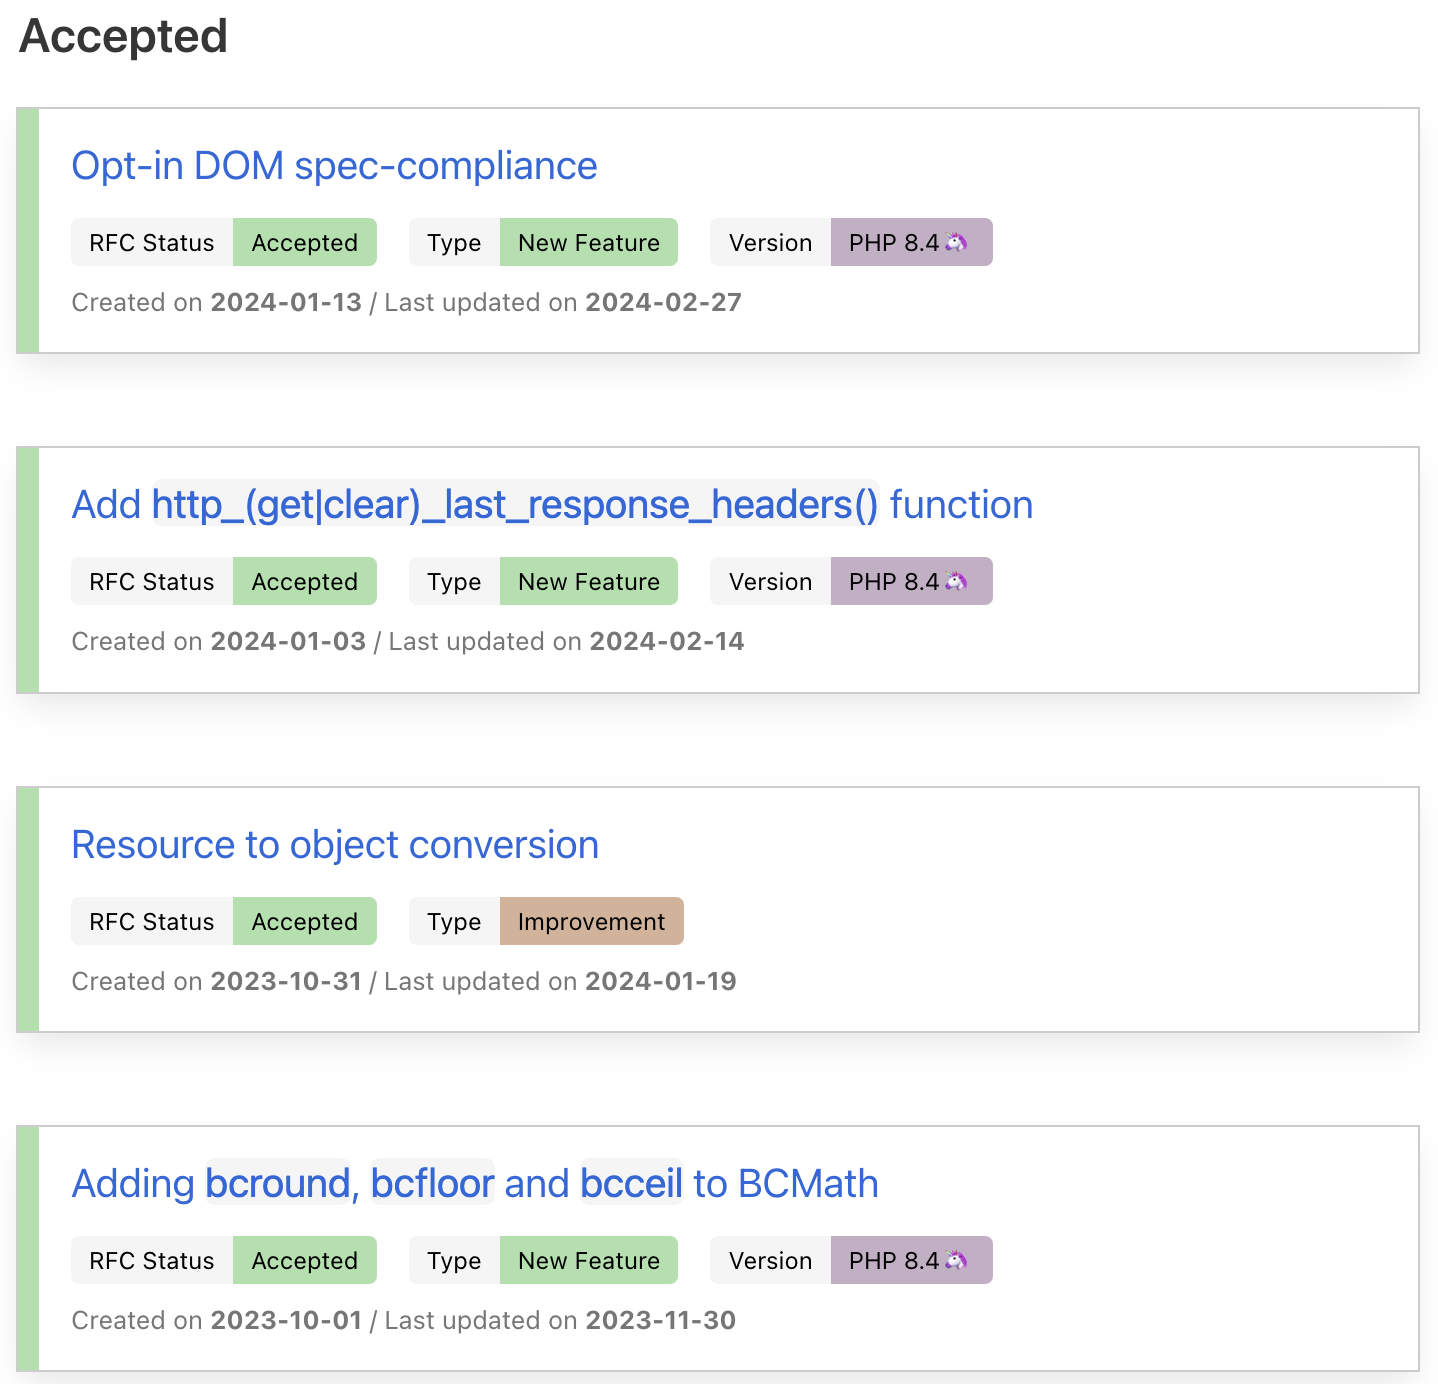 Accepted
Opt-in DOM spec-compliance
RFC Status Accepted Type New Feature Version PHP 8.4🦄
Created on 2024-01-13 / Last updated on 2024-02-27
Add http_(get|clear)_last_response_headers() function
RFC Status Accepted Type New Feature Version PHP 8.4🦄
Created on 2024-01-03 / Last updated on 2024-02-14
Resource to object conversion
RFC Status Accepted Type Improvement
Created on 2023-10-31 / Last updated on 2024-01-19
Adding bcround, bcfloor and bcceil to BCMath
RFC Status Accepted Type New Feature Version PHP 8.4🦄
Created on 2023-10-01 / Last updated on 2023-11-30